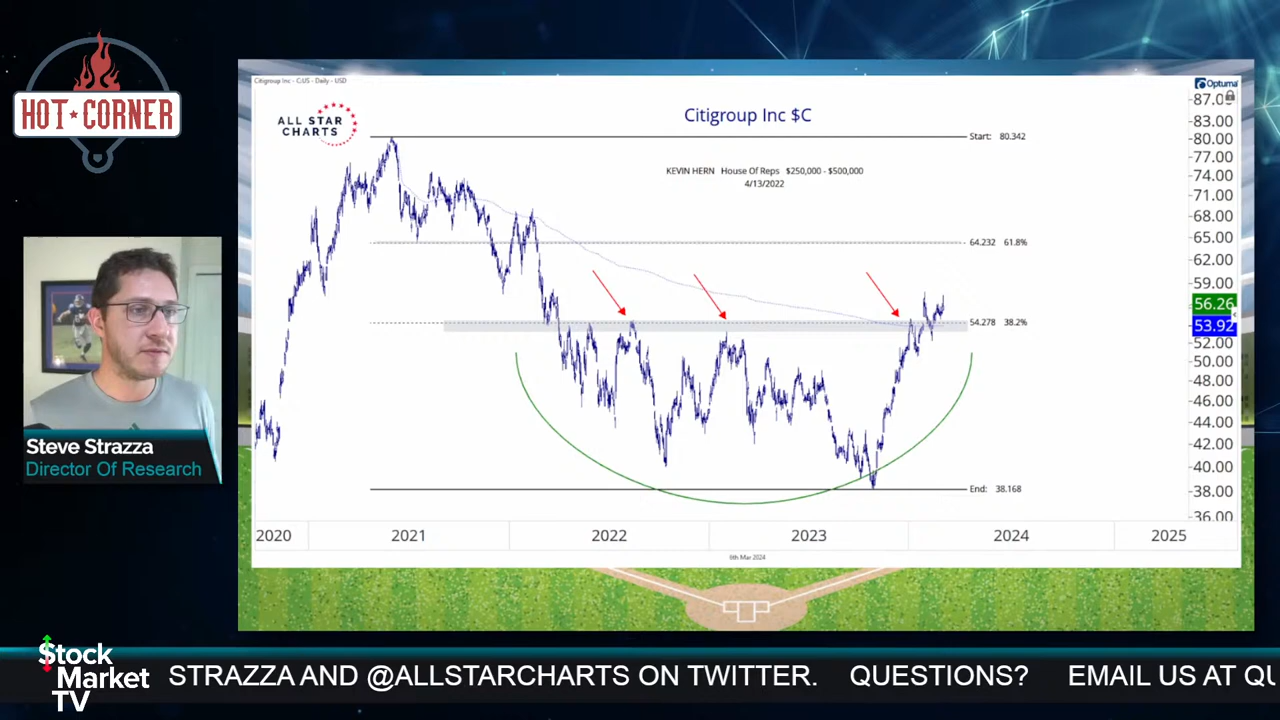 HOT★CORNER
Steve Strazza
Director Of Research
Citigroup Inc - C:US - Daily - USD
ALL STAR
CHARTS
Citigroup Inc $C
Optuma
KEVIN HERN House Of Reps $250,000 - $500,000
4/13/2022
Start: 80.342
64.232 61.8%
54.278 38.2%
End: 38.168
87.00
83.00
80.00
77.00
74.00
71.00
68.00
65.00
62.00
59.00
56.26
53.92
52.00
50.00
48.00
46.00
44.00
42.00
40.00
38.00
36.00
2020 2021 2022 2023 2024 2025
6th Mar 2024
$tock
Market
TV
STRAZZA AND @ALLSTARCHARTS ON TWITTER. QUESTIONS? EMAIL US AT QU